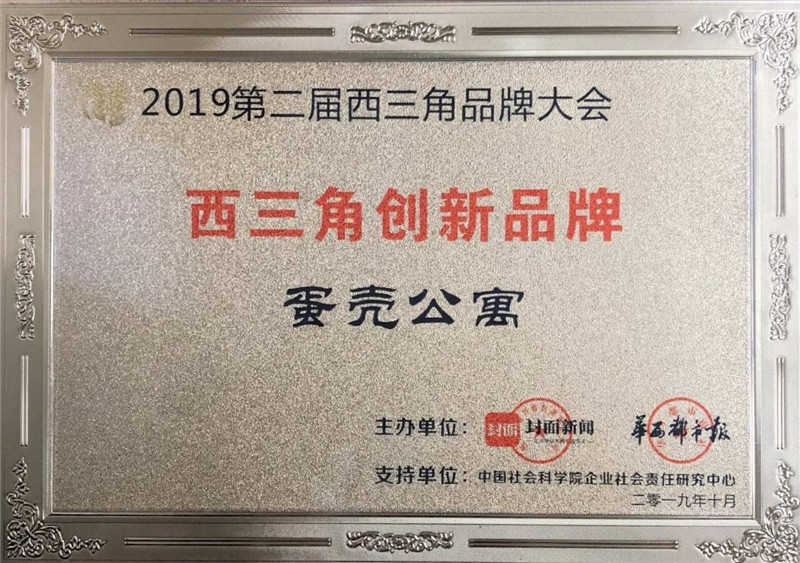 2019第二届西三角品牌大会
西三角创新品牌
蛋壳公寓
主办单位：封面 封面新闻 华西都市报
支持单位：中国社会科学院企业社会责任研究中心
二零一九年十月